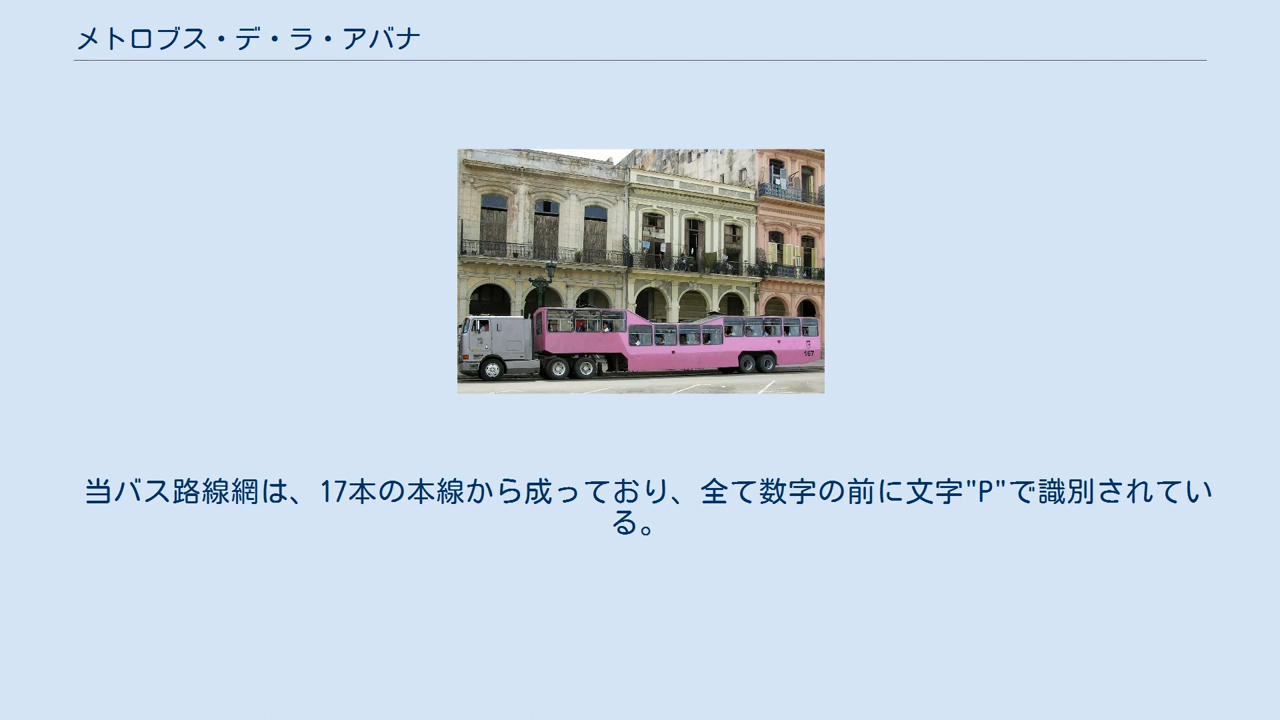 メトロブス・デ・ラ・アバナ
167
当バス路線網は、17本の本線から成っており、全て数字の前に文字"P"で識別されてい
る。